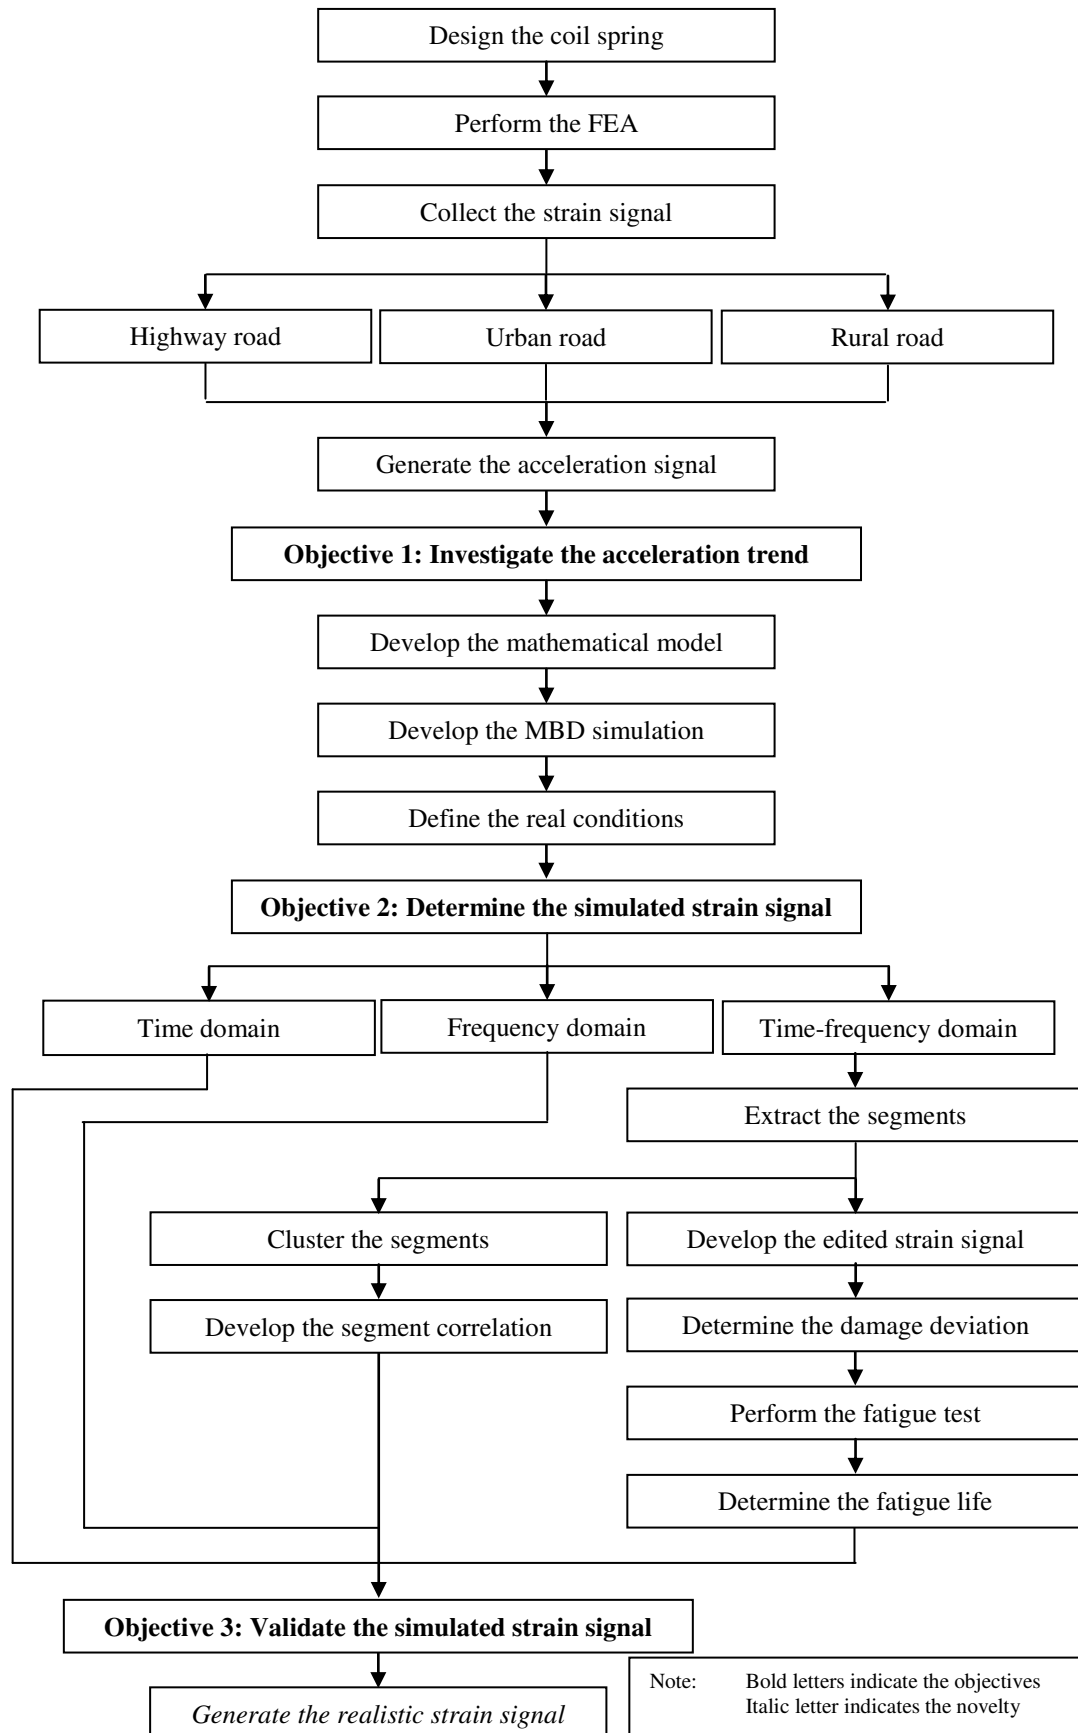 Design the coil spring
Perform the FEA
Collect the strain signal
Highway road
Urban road
Rural road
Generate the acceleration signal
Objective 1: Investigate the acceleration trend
Develop the mathematical model
Develop the MBD simulation
Define the real conditions
Objective 2: Determine the simulated strain signal
Time domain
Frequency domain
Time-frequency domain
Extract the segments
Cluster the segments
Develop the edited strain signal
Develop the segment correlation
Determine the damage deviation
Perform the fatigue test
Determine the fatigue life
Objective 3: Validate the simulated strain signal
Generate the realistic strain signal
Note: Bold letters indicate the objectives
Italic letter indicates the novelty